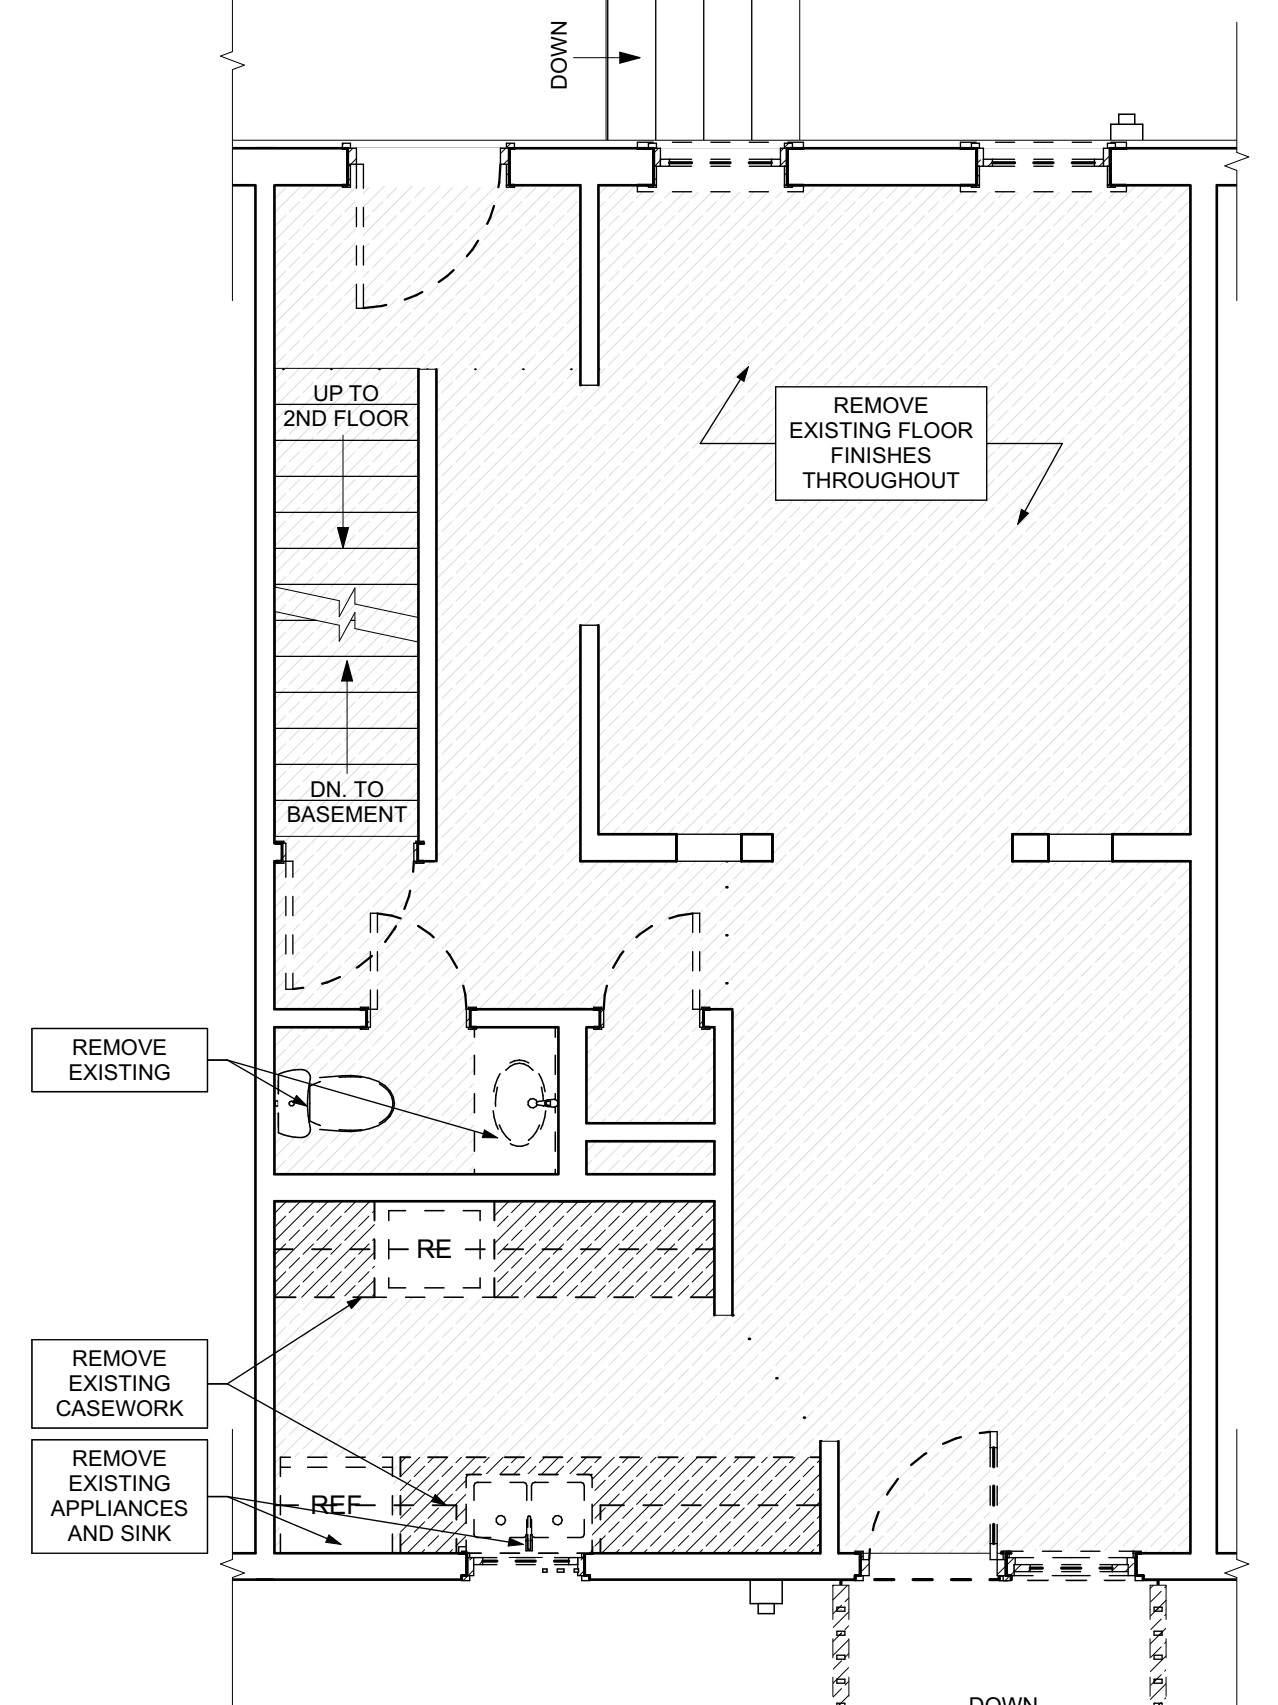 DOWN
UP TO
2ND FLOOR
REMOVE
EXISTING FLOOR
FINISHES
THROUGHOUT
DN. TO
BASEMENT
REMOVE
EXISTING
RE
REMOVE
EXISTING
CASEWORK
REMOVE
EXISTING
APPLIANCES
AND SINK
REF
DOWN